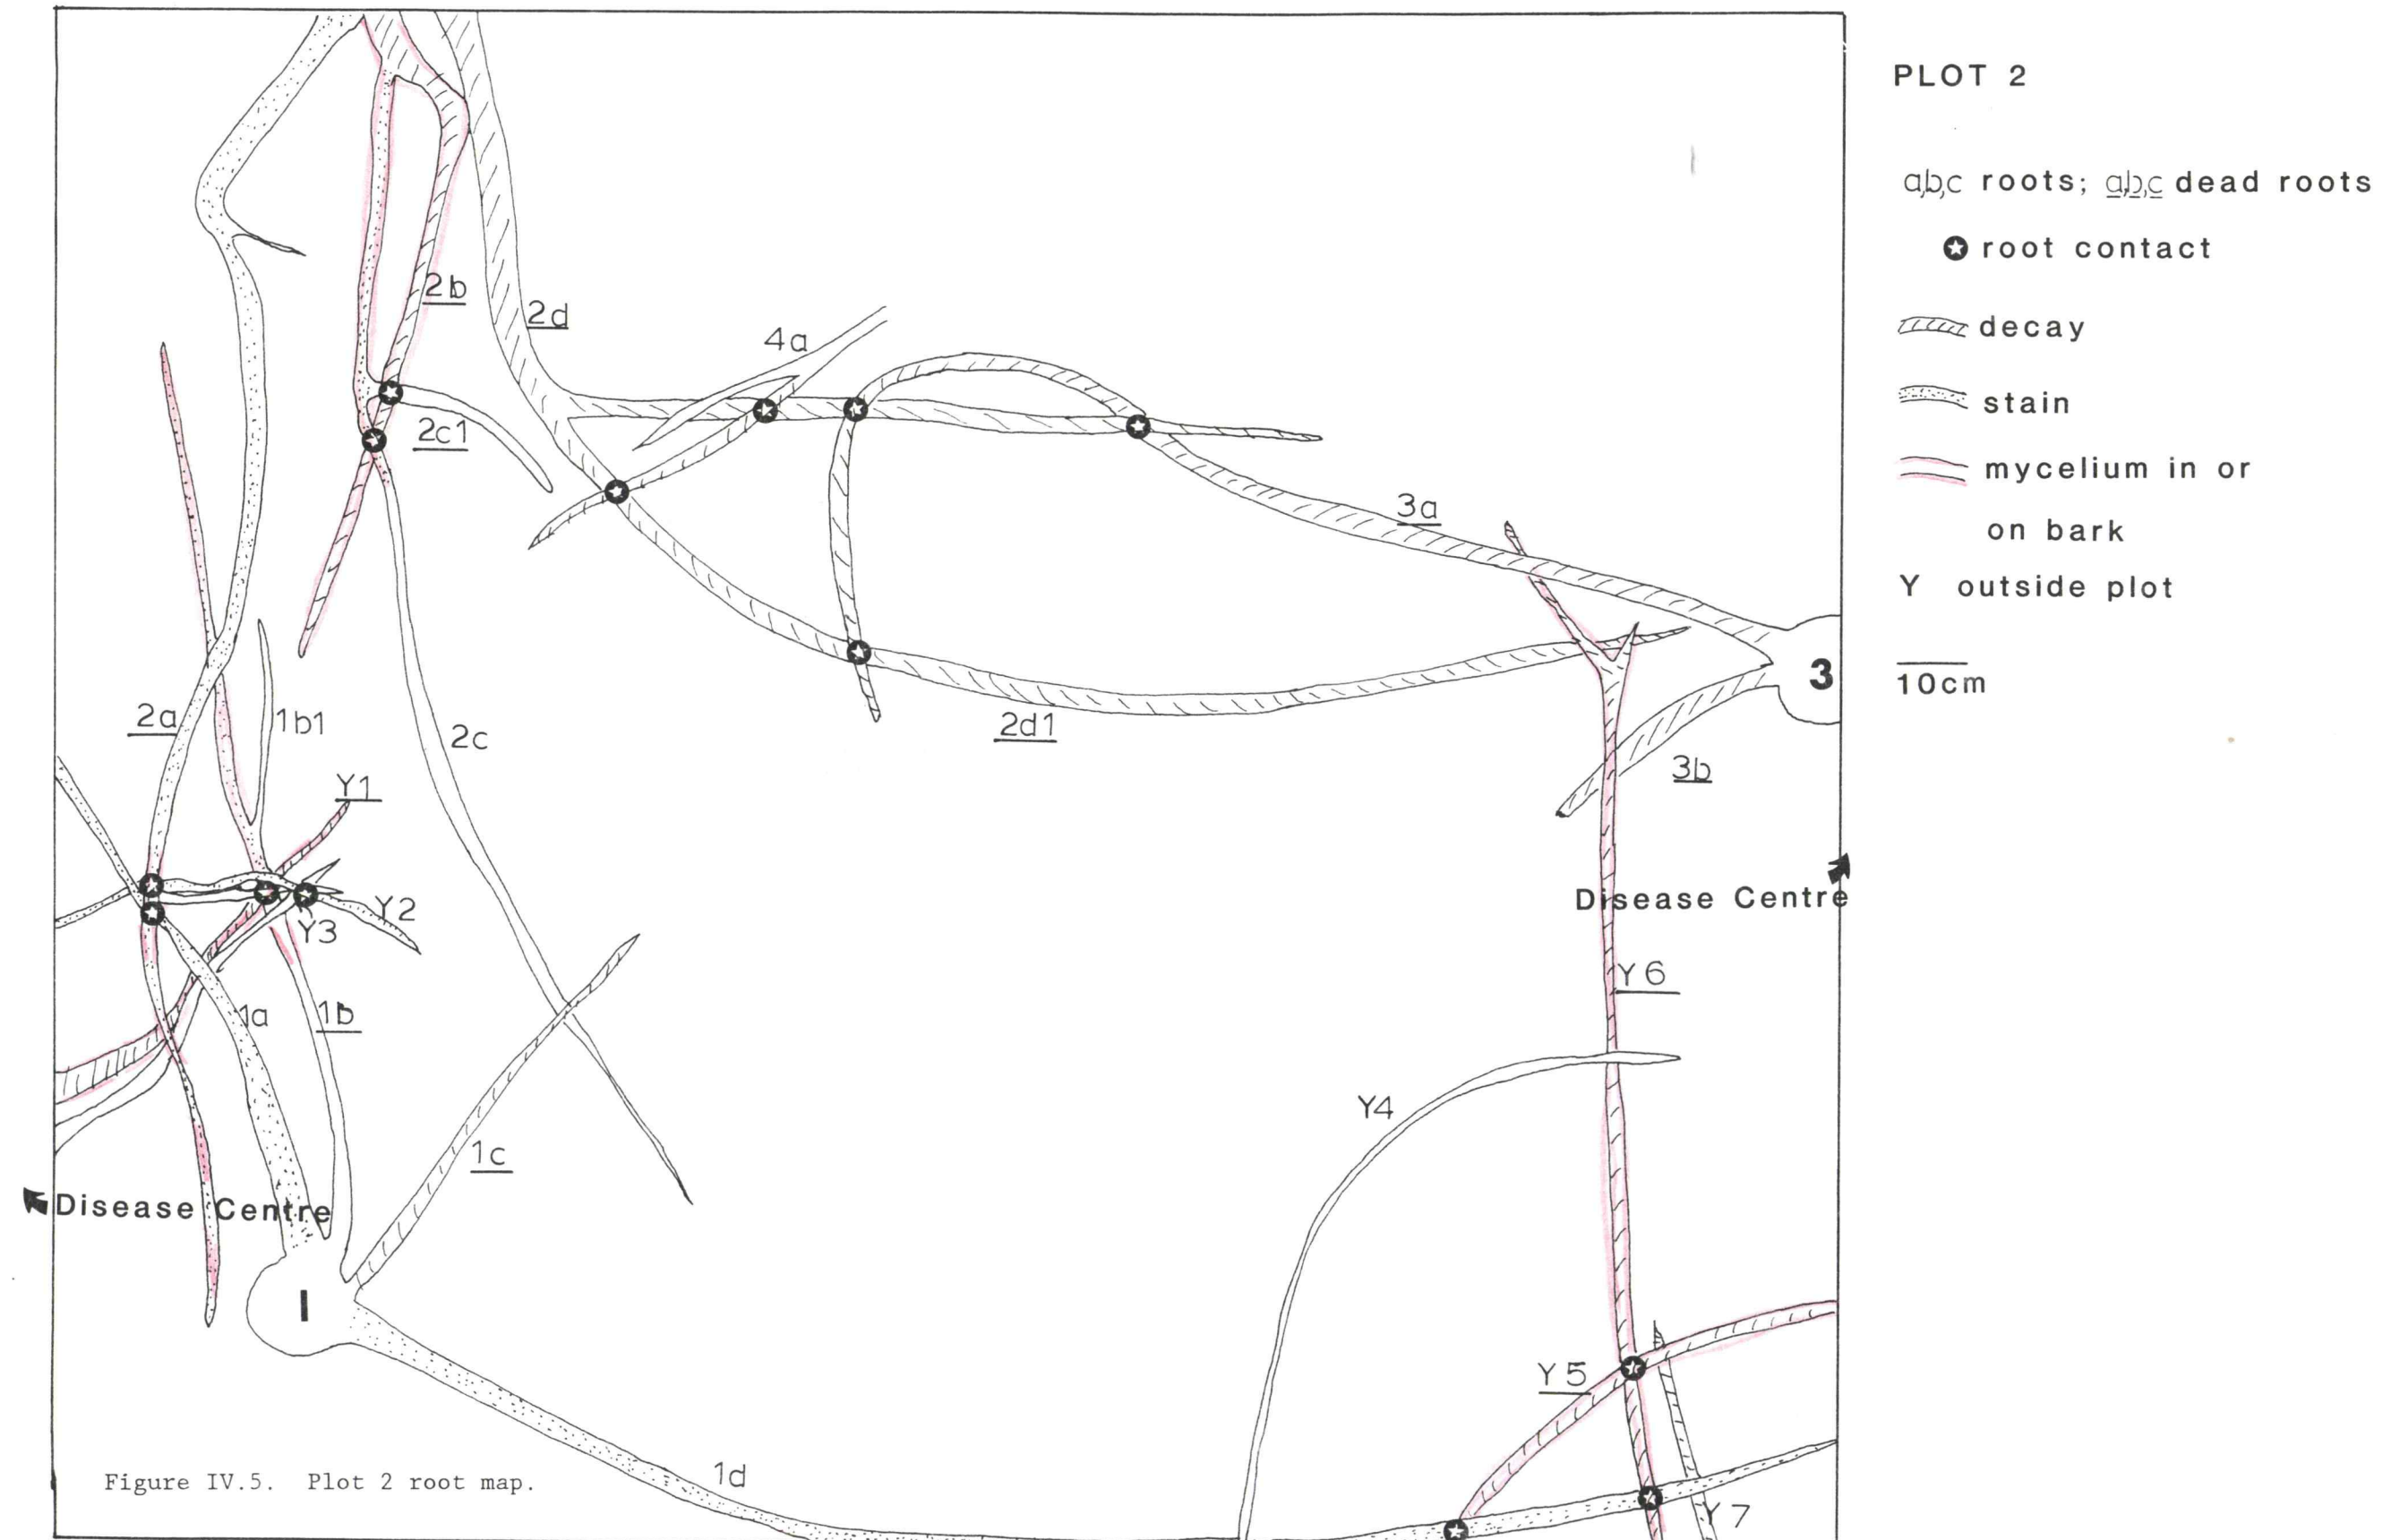 PLOT 2
a,b,c roots; a,b,c dead roots
root contact
decay
stain
mycelium in or
on bark
Y outside plot
10cm
2b
2d
4a
2c1
3a
2a
1b1
2c
2d1
3
3b
Y1
Y2
Y3
Disease Centre
Y6
1a
1b
Y4
1c
Disease Centre
1
Y5
1d
Y7
Figure IV.5. Plot 2 root map.